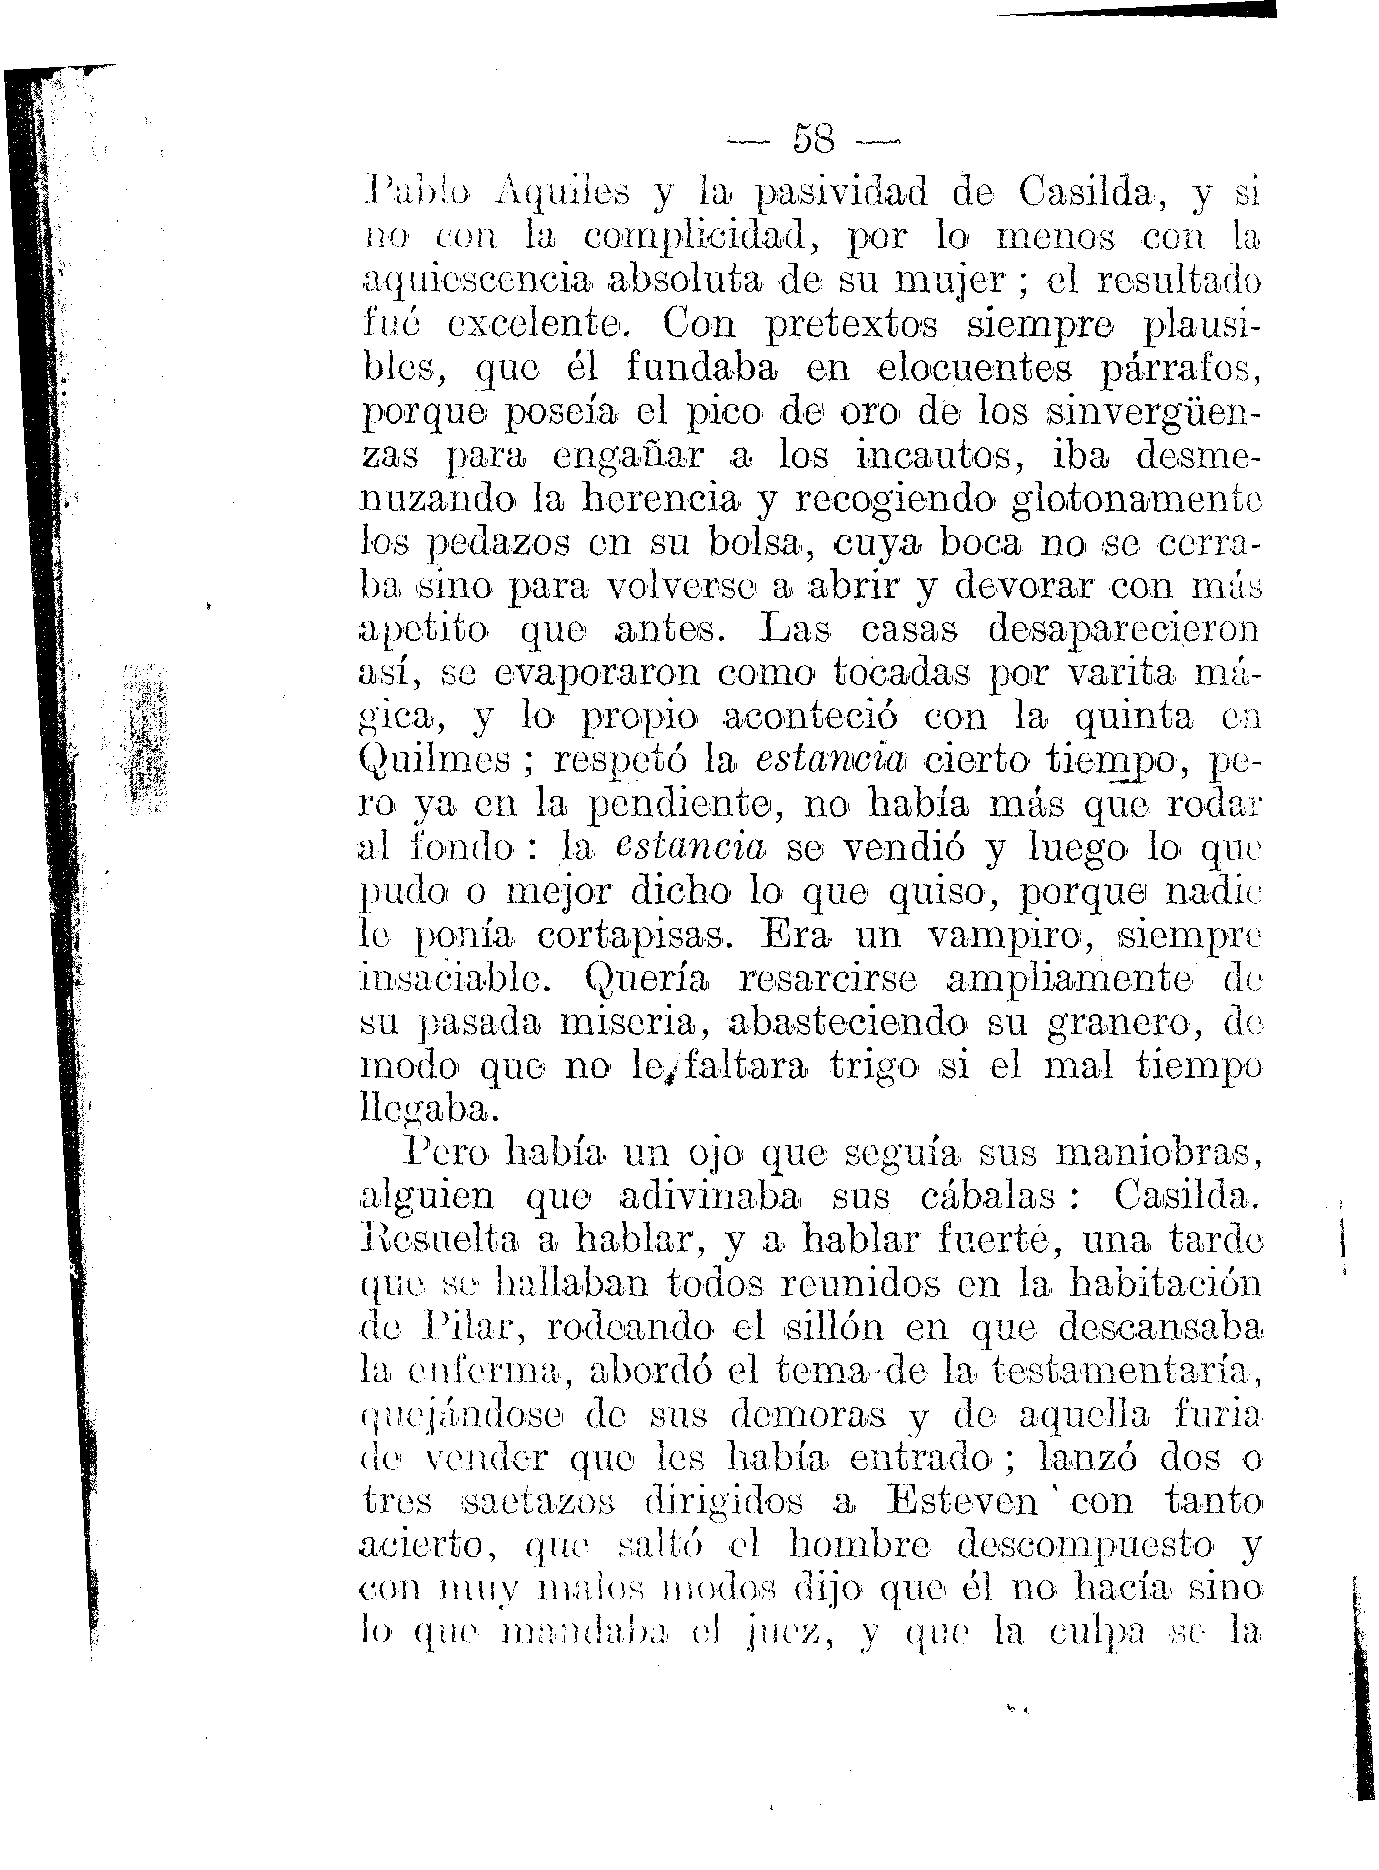 — 58 —
Pablo Aquiles y la pasividad de Casilda, y si
no con la complicidad, por lo menos con la
aquiescencia absoluta de su mujer ; el resultado
fué excelente. Con pretextos siempre plausi-
bles, que él fundaba en elocuentes párrafos,
porque poseía el pico de oro de los sinvergüen-
zas para engañar a los incautos, iba desme-
nuzando la herencia y recogiendo glotonamente
los pedazos en su bolsa, cuya boca no se cerra-
ba sino para volverse a abrir y devorar con más
apetito que antes. Las casas desaparecieron
así, se evaporaron como tocadas por varita má-
gica, y lo propio aconteció con la quinta en
Quilmes ; respetó la estancia cierto tiempo, pe-
ro ya en la pendiente, no había más que rodar
al fondo : la estancia se vendió y luego lo que
pudo o mejor dicho lo que quiso, porque nadie
le ponía cortapisas. Era un vampiro, siempre
insaciable. Quería resarcirse ampliamente de
su pasada miseria, abasteciendo su granero, de
modo que no le faltara trigo si el mal tiempo
llegaba.
Pero había un ojo que seguía sus maniobras,
alguien que adivinaba sus cábalas : Casilda.
Resuelta a hablar, y a hablar fuerte, una tarde
que se hallaban todos reunidos en la habitación
de Pilar, rodeando el sillón en que descansaba
la enferma, abordó el tema de la testamentaría,
quejándose de sus demoras y de aquella furia
de vender que les había entrado ; lanzó dos o
tres saetazos dirigidos a Esteven con tanto
acierto, que saltó el hombre descompuesto y
con muy malos modos dijo que él no hacía sino
lo que mandaba el juez, y que la culpa se la